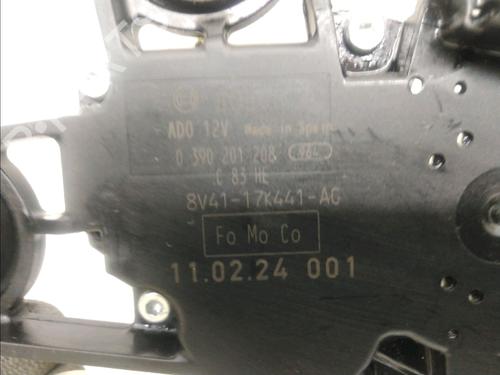 ADO 12V Made in Spain
0 390 201 208
C 83 HE
8V41-17K441-AG
Fo Mo Co
11.02.24 001